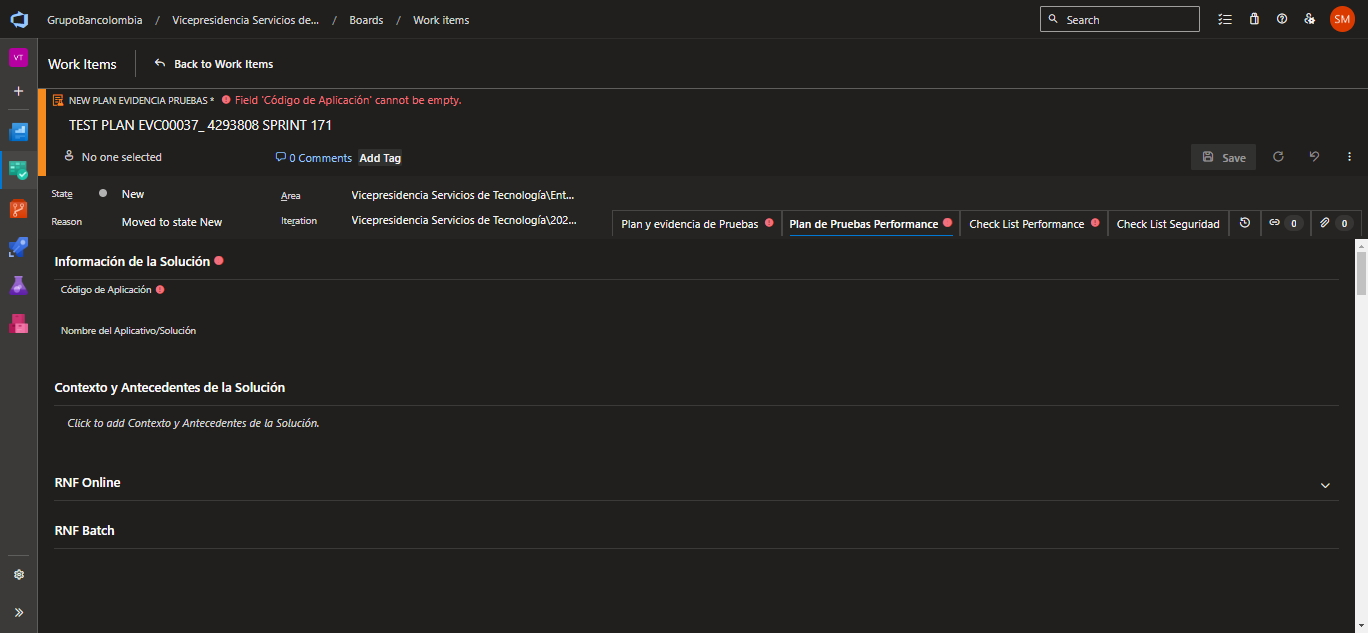 GrupoBancolombia / Vicepresidencia Servicios de... / Boards / Work items
Search
SM
VT
Work Items
Back to Work Items
NEW PLAN EVIDENCIA PRUEBAS * Field 'Código de Aplicación' cannot be empty.
TEST PLAN EVC00037_ 4293808 SPRINT 171
No one selected
0 Comments
Add Tag
Save
State New
Area Vicepresidencia Servicios de Tecnología\Ent...
Reason Moved to state New
Iteration Vicepresidencia Servicios de Tecnología\202...
Plan y evidencia de Pruebas
Plan de Pruebas Performance
Check List Performance
Check List Seguridad
0
0
Información de la Solución
Código de Aplicación
Nombre del Aplicativo/Solución
Contexto y Antecedentes de la Solución
Click to add Contexto y Antecedentes de la Solución.
RNF Online
RNF Batch